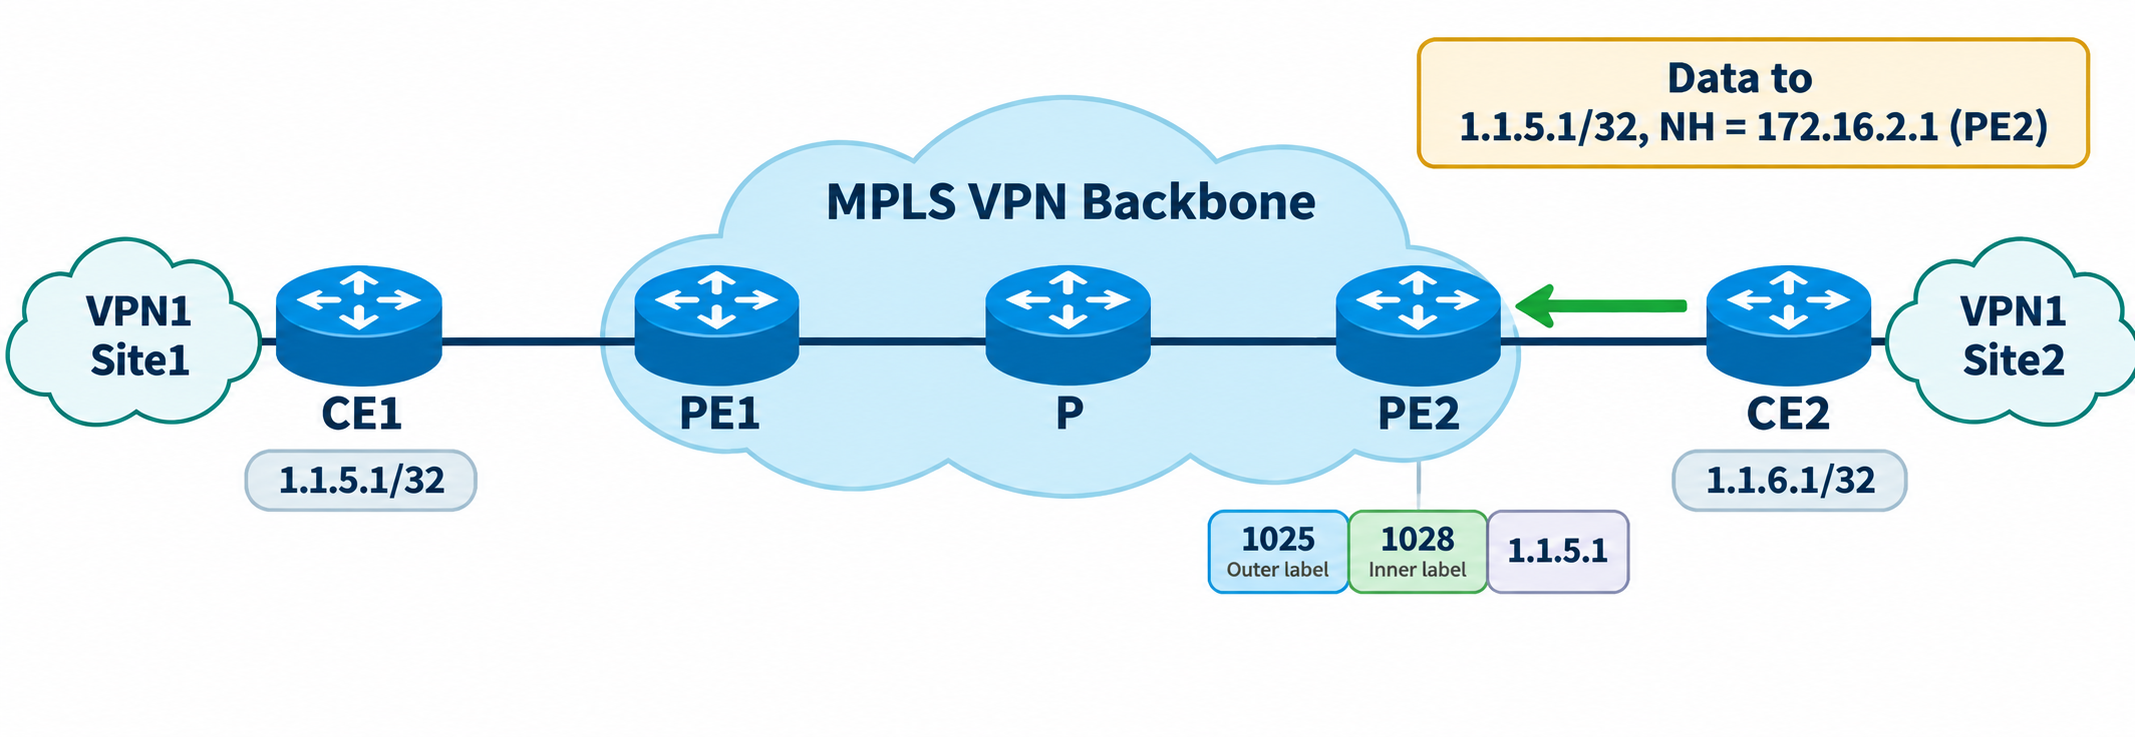 Data to
1.1.5.1/32, NH = 172.16.2.1 (PE2)
MPLS VPN Backbone
VPN1
Site1
VPN1
Site2
CE1
PE1
P
PE2
CE2
1.1.5.1/32
1.1.6.1/32
1025
Outer label
1028
Inner label
1.1.5.1